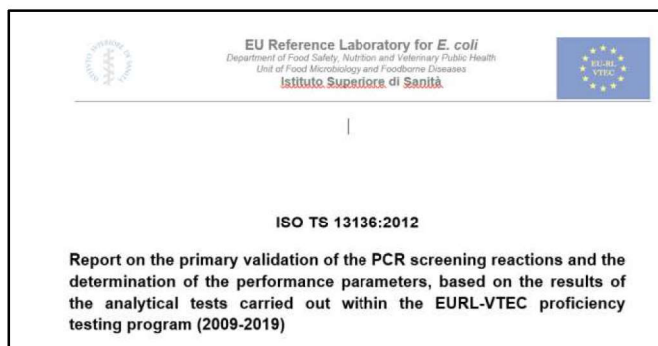 EU Reference Laboratory for E. coli
Department of Food Safety, Nutrition and Veterinary Public Health
Unit of Food Microbiology and Foodborne Diseases
Istituto Superiore di Sanità
EU-RL
VTEC
ISO TS 13136:2012
Report on the primary validation of the PCR screening reactions and the
determination of the performance parameters, based on the results of
the analytical tests carried out within the EURL-VTEC proficiency
testing program (2009-2019)